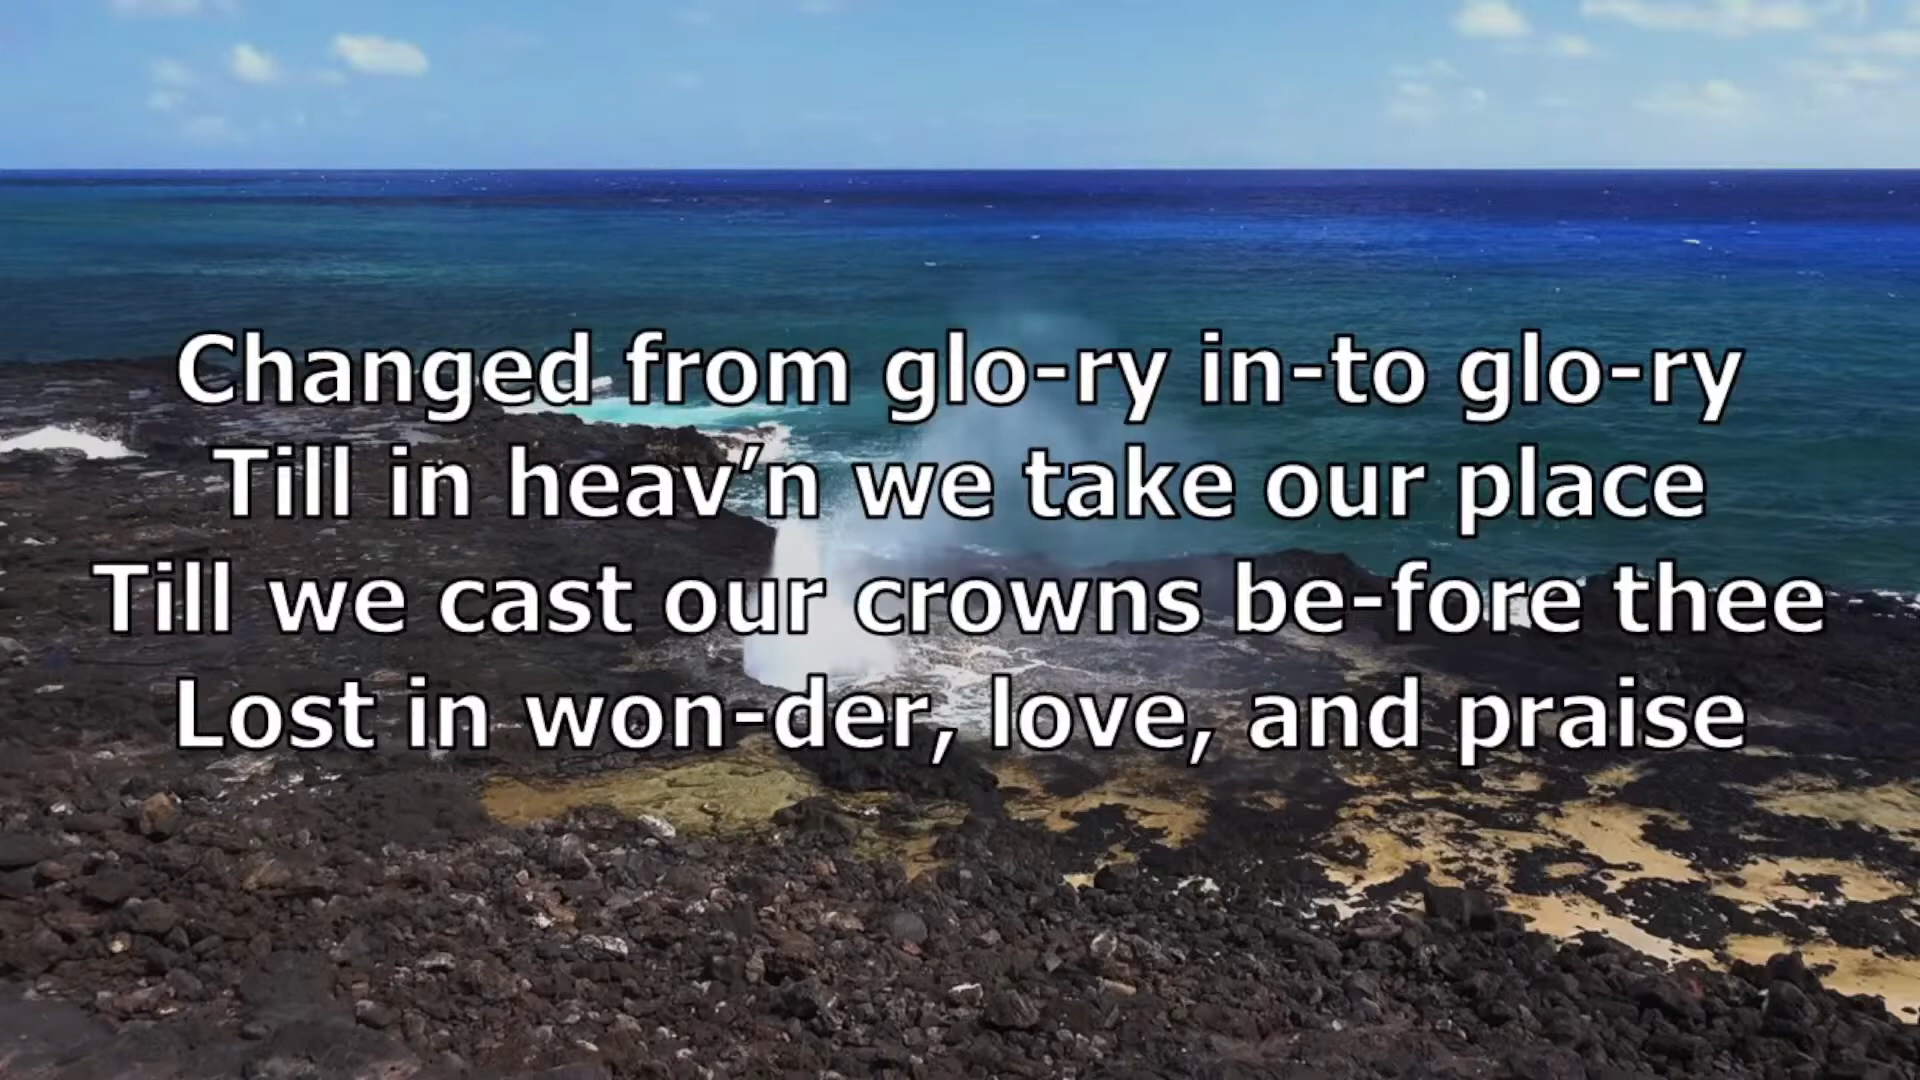 Changed from glo-ry in-to glo-ry
Till in heav’n we take our place
Till we cast our crowns be-fore thee
Lost in won-der, love, and praise